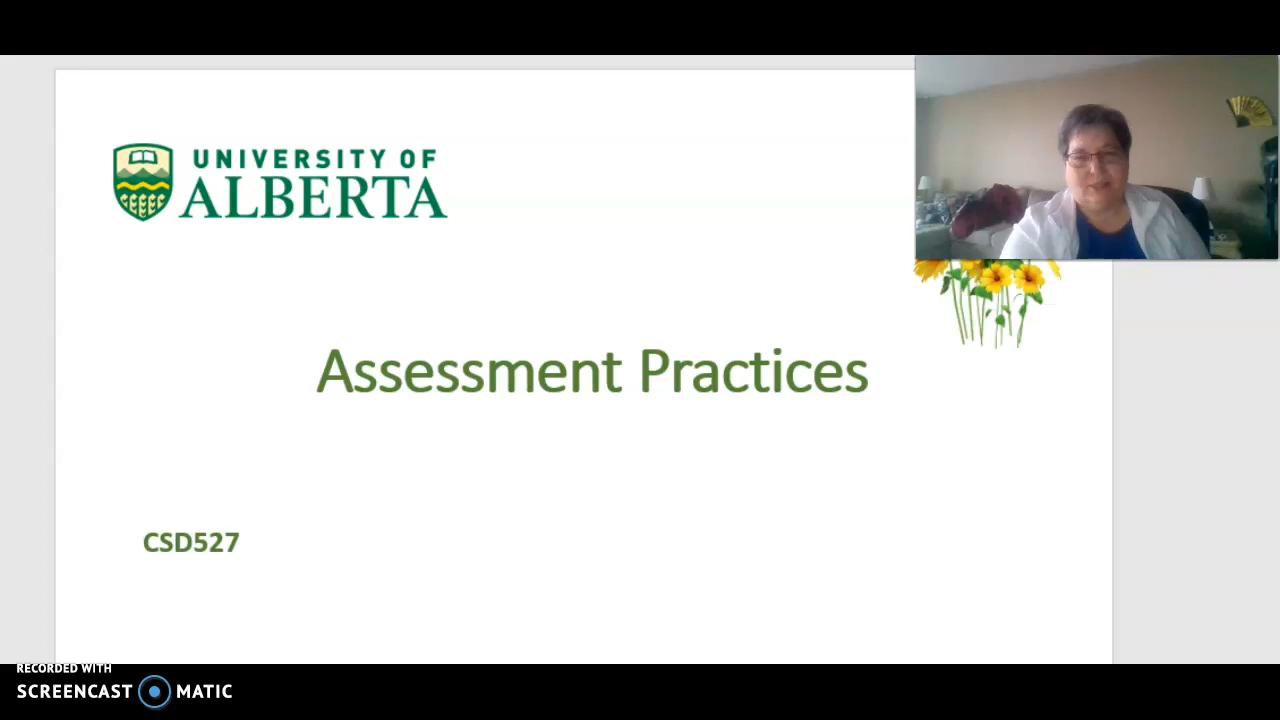 UNIVERSITY OF
ALBERTA
Assessment Practices
CSD527
RECORDED WITH
SCREENCAST MATIC